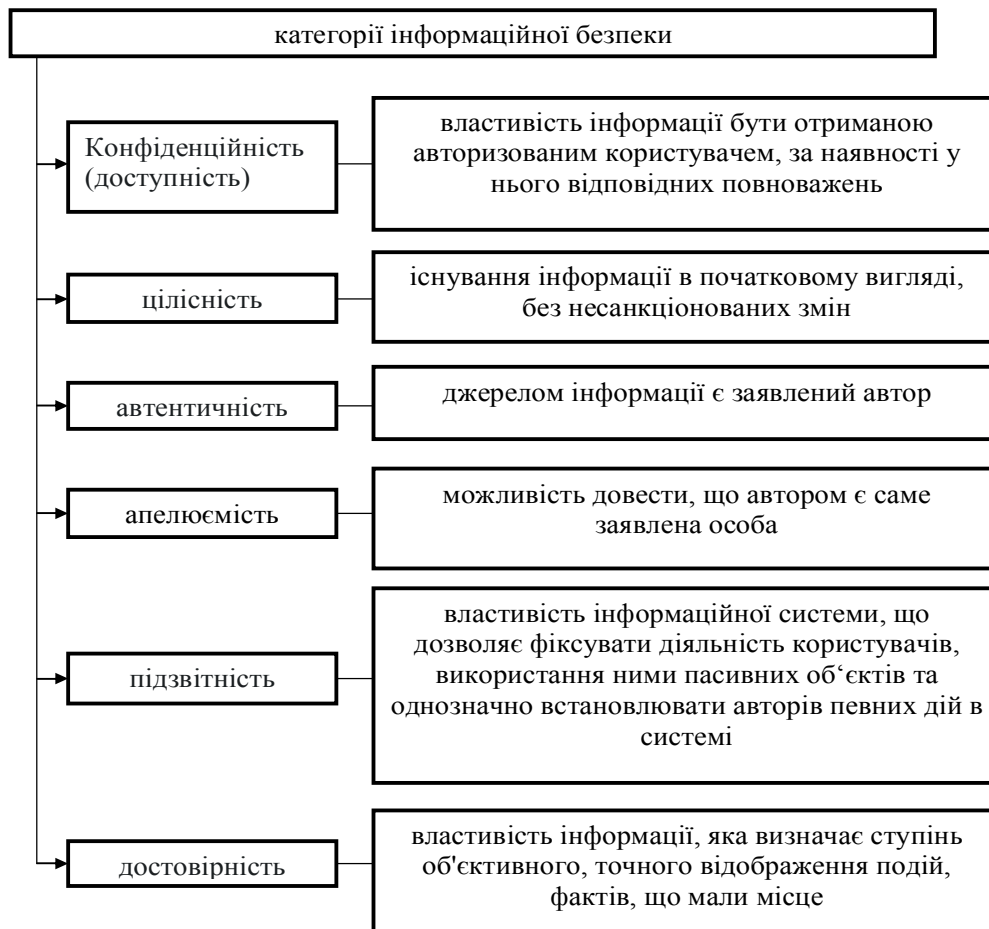 категорії інформаційної безпеки
Конфіденційність
(доступність)
властивість інформації бути отриманою
авторизованим користувачем, за наявності у
нього відповідних повноважень
цілісність
існування інформації в початковому вигляді,
без несанкціонованих змін
автентичність
джерелом інформації є заявлений автор
апелюємість
можливість довести, що автором є саме
заявлена особа
підзвітність
властивість інформаційної системи, що
дозволяє фіксувати діяльність користувачів,
використання ними пасивних об‘єктів та
однозначно встановлювати авторів певних дій в
системі
достовірність
властивість інформації, яка визначає ступінь
об'єктивного, точного відображення подій,
фактів, що мали місце